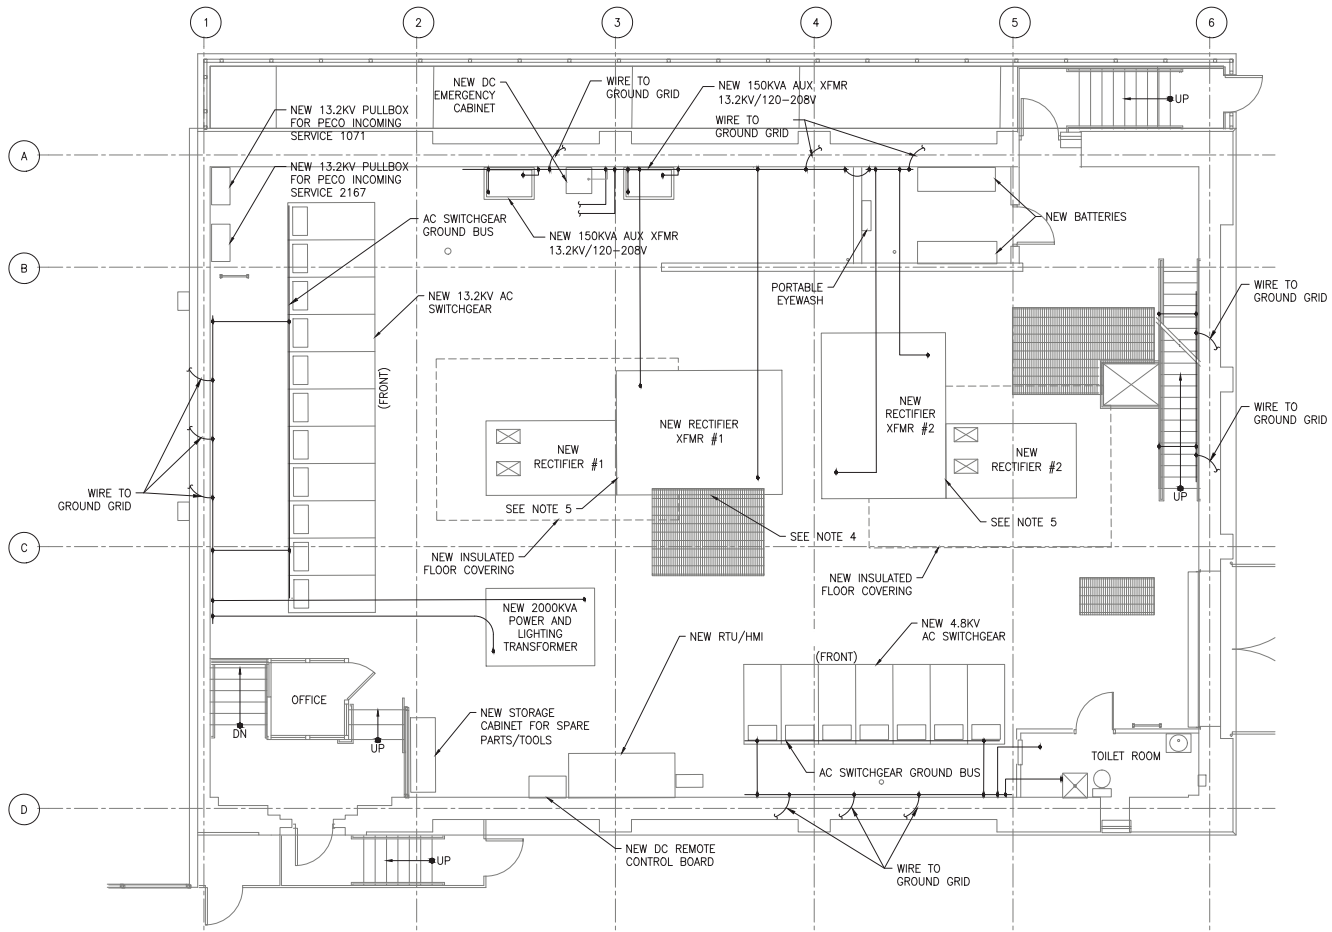 1
2
3
4
5
6
A
B
C
D
NEW 13.2KV PULLBOX
FOR PECO INCOMING
SERVICE 1071
NEW DC
EMERGENCY
CABINET
WIRE TO
GROUND GRID
NEW 150KVA AUX XFMR
13.2KV/120-208V
WIRE TO
GROUND GRID
UP
NEW 13.2KV PULLBOX
FOR PECO INCOMING
SERVICE 2167
AC SWITCHGEAR
GROUND BUS
NEW 150KVA AUX XFMR
13.2KV/120-208V
NEW BATTERIES
PORTABLE
EYEWASH
NEW 13.2KV AC
SWITCHGEAR
WIRE TO
GROUND GRID
(FRONT)
NEW
RECTIFIER #1
NEW RECTIFIER
XFMR #1
NEW
RECTIFIER
XFMR #2
NEW
RECTIFIER #2
WIRE TO
GROUND GRID
WIRE TO
GROUND GRID
SEE NOTE 5
SEE NOTE 4
SEE NOTE 5
UP
NEW INSULATED
FLOOR COVERING
NEW INSULATED
FLOOR COVERING
NEW 2000KVA
POWER AND
LIGHTING
TRANSFORMER
NEW RTU/HMI
NEW 4.8KV
AC SWITCHGEAR
(FRONT)
OFFICE
DN
UP
NEW STORAGE
CABINET FOR SPARE
PARTS/TOOLS
AC SWITCHGEAR GROUND BUS
TOILET ROOM
NEW DC REMOTE
CONTROL BOARD
WIRE TO
GROUND GRID
UP